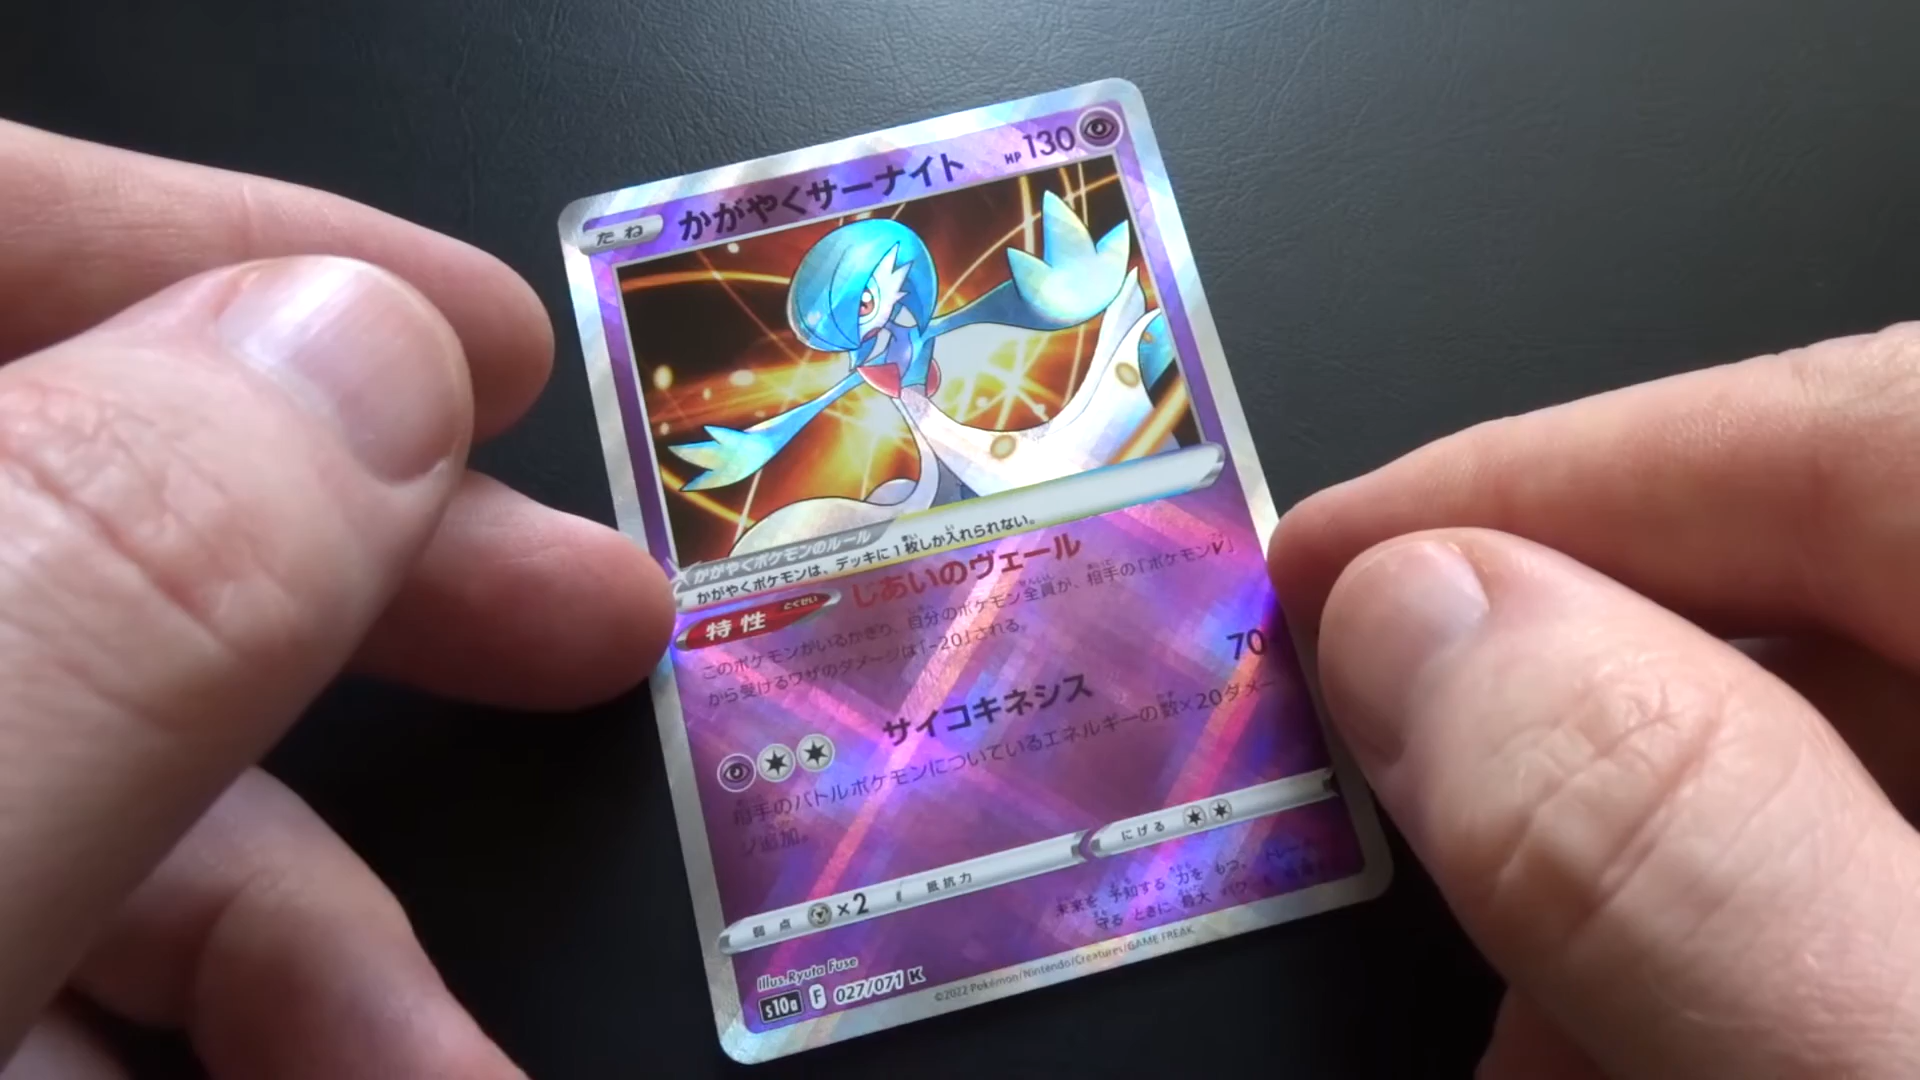 たね かがやくサーナイト HP 130
かがやくポケモンのルール
かがやくポケモンは、デッキに1枚しか入れられない。
特性 とくせい じあいのヴェール
このポケモンがいるかぎり、自分のポケモン全員が、相手の「ポケモンV」
から受けるワザのダメージは「-20」される。
サイコキネシス 70
相手のバトルポケモンについているエネルギーの数×20ダメー
ジ追加。
弱点 ×2 抵抗力 にげる
未来を 予知する 力を もつ。 トレー
守る ときに 最大 パワー
Illus. Ryuta Fuse
s10a F 027/071 K
©2022 Pokémon/Nintendo/Creatures/GAME FREAK